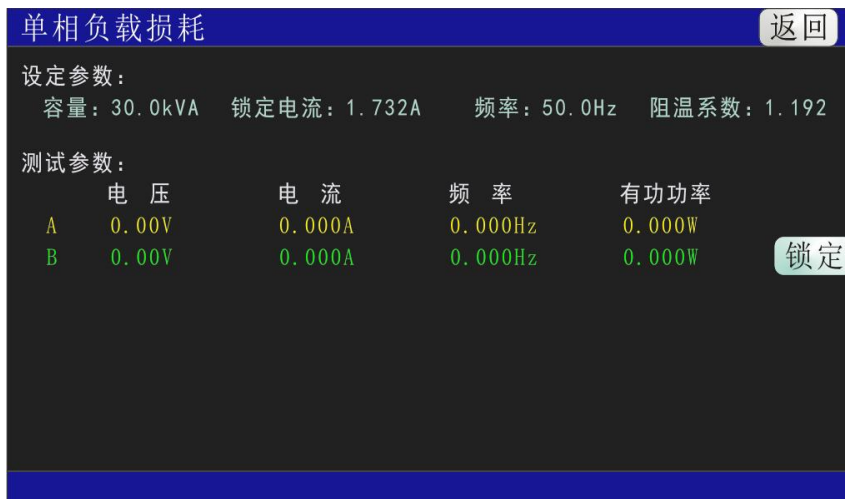 单相负载损耗 返回
设定参数：
容量：30.0kVA 锁定电流：1.732A 频率：50.0Hz 阻温系数：1.192
测试参数：
电 压 电 流 频 率 有功功率
A 0.00V 0.000A 0.000Hz 0.000W
B 0.00V 0.000A 0.000Hz 0.000W
锁定